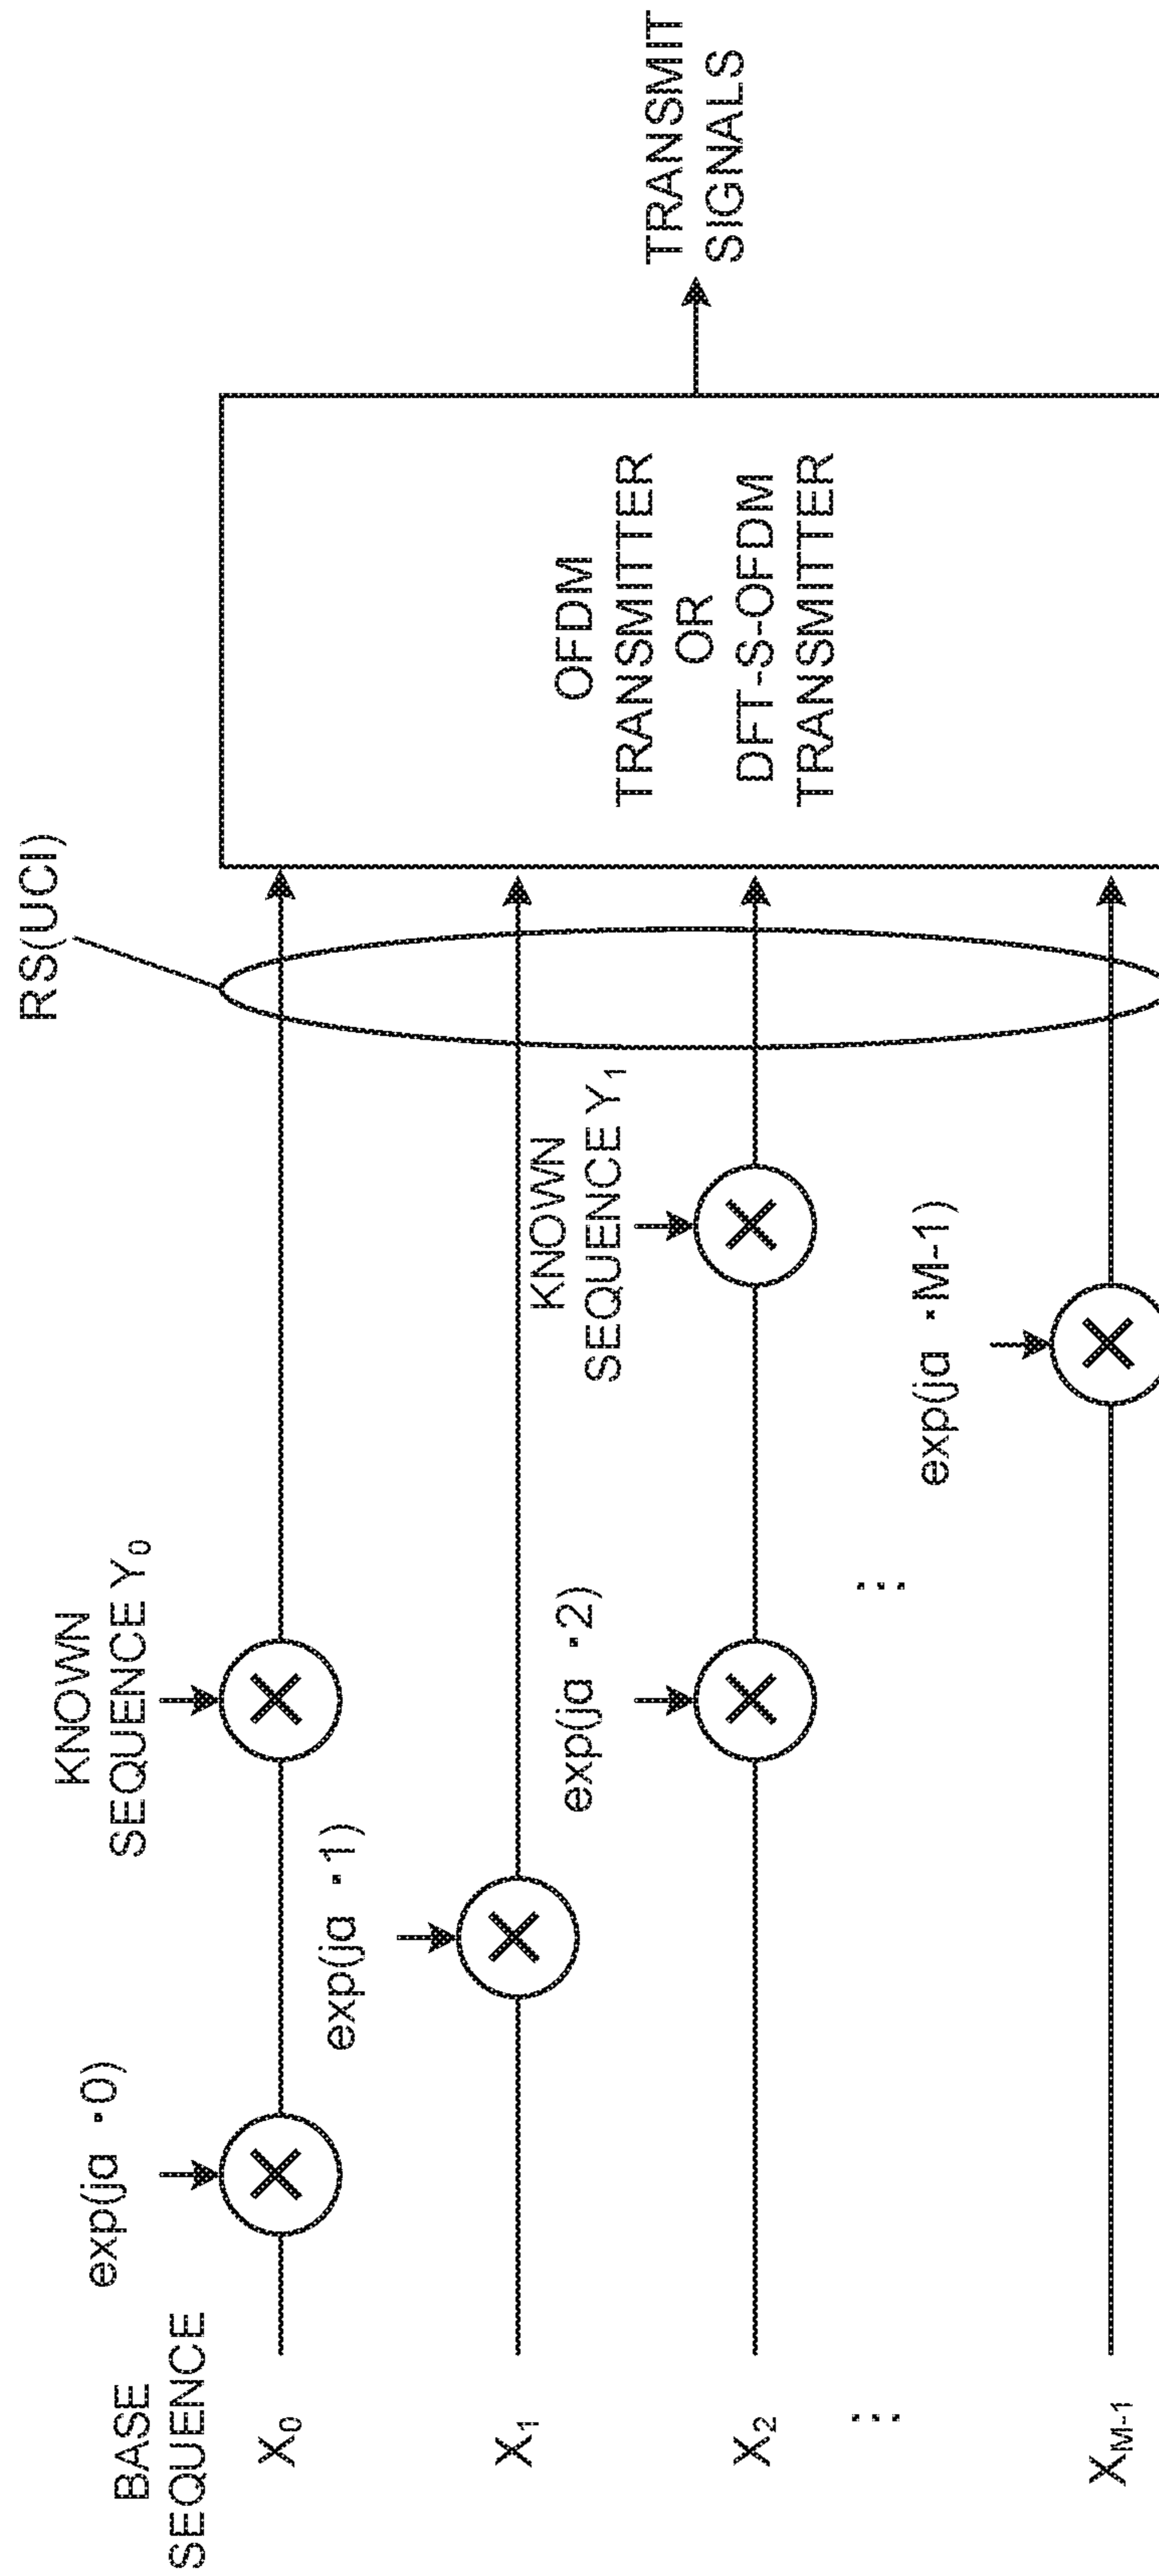 BASE
SEQUENCE
X₀
X₁
X₂
⋮
X_{M-1}
exp(jα ·0)
exp(jα ·1)
exp(jα ·2)
⋮
exp(jα ·M-1)
KNOWN
SEQUENCE Y₀
KNOWN
SEQUENCE Y₁
RS(UCI)
OFDM
TRANSMITTER
OR
DFT-S-OFDM
TRANSMITTER
TRANSMIT
SIGNALS